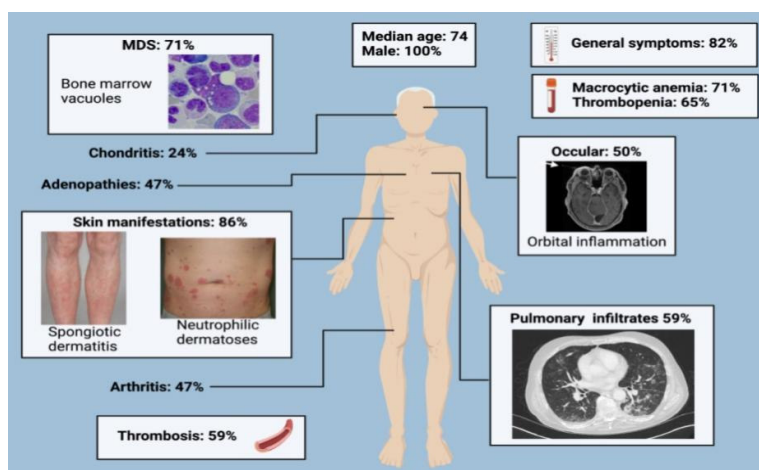 MDS: 71%
Bone marrow
vacuoles
Median age: 74
Male: 100%
General symptoms: 82%
Macrocytic anemia: 71%
Thrombopenia: 65%
Chondritis: 24%
Adenopathies: 47%
Occular: 50%
Orbital inflammation
Skin manifestations: 86%
Spongiotic
dermatitis
Neutrophilic
dermatoses
Pulmonary infiltrates 59%
Arthritis: 47%
Thrombosis: 59%